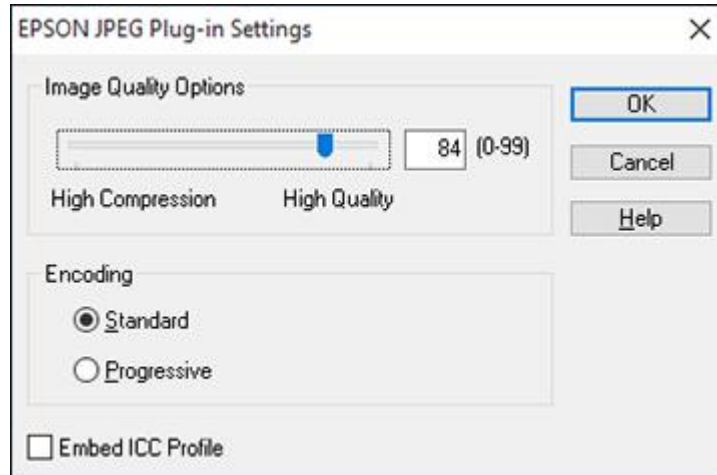 EPSON JPEG Plug-in Settings
Image Quality Options
84 (0-99)
High Compression High Quality
OK
Cancel
Help
Encoding
Standard
Progressive
Embed ICC Profile